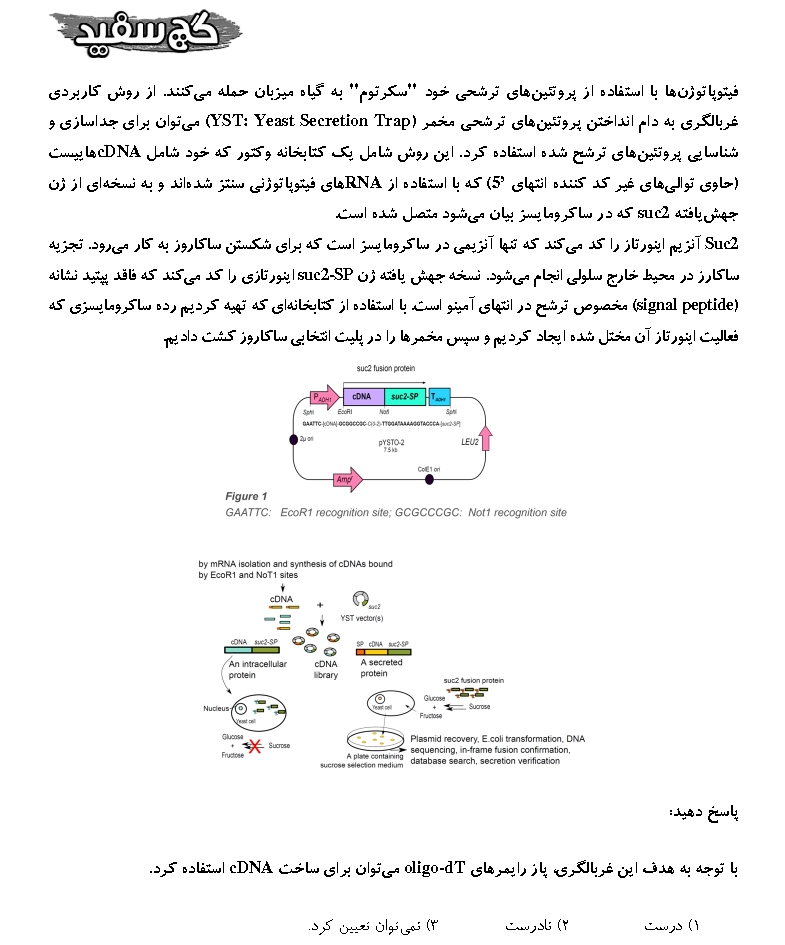 گچ سفید
فیتوپاتوژن‌ها با استفاده از پروتئین‌های ترشحی خود "سکرتوم" به گیاه میزبان حمله می‌کنند. از روش کاربردی
غربالگری به دام انداختن پروتئین‌های ترشحی مخمر (YST: Yeast Secretion Trap) می‌توان برای جداسازی و
شناسایی پروتئین‌های ترشح شده استفاده کرد. این روش شامل یک کتابخانه وکتور که خود شامل cDNAهاییست
(حاوی توالی‌های غیر کد کننده انتهای 5') که با استفاده از RNAهای فیتوپاتوژنی سنتز شده‌اند و به نسخه‌ای از ژن
جهش‌یافته suc2 که در ساکرومایسز بیان می‌شود متصل شده است.
Suc2 آنزیم اینورتاز را کد می‌کند که تنها آنزیمی در ساکرومایسز است که برای شکستن ساکاروز به کار می‌رود. تجزیه
ساکارز در محیط خارج سلولی انجام می‌شود. نسخه جهش یافته ژن suc2-SP اینورتازی را کد می‌کند که فاقد پپتید نشانه
(signal peptide) مخصوص ترشح در انتهای آمینو است. با استفاده از کتابخانه‌ای که تهیه کردیم رده ساکرومایسزی که
فعالیت اینورتاز آن مختل شده ایجاد کردیم و سپس مخمرها را در پلیت انتخابی ساکاروز کشت دادیم.
suc2 fusion protein
PADH1 cDNA suc2-SP TADH1
SphI EcoRI NotI SphI
GAATTC-[cDNA]-GCGGCCGC-C(0-2)-TTGGATAAAAGGTACCCA-[suc2-SP]
2μ ori pYSTO-2 LEU2
7.5 kb
Ampr ColE1 ori
Figure 1
GAATTC: EcoR1 recognition site; GCGCCCGC: Not1 recognition site
by mRNA isolation and synthesis of cDNAs bound
by EcoR1 and NoT1 sites
cDNA + suc2
YST vector(s)
cDNA suc2-SP
SP cDNA suc2-SP
An intracellular
protein
cDNA
library
A secreted
protein
suc2 fusion protein
Nucleus
Yeast cell
Yeast cell
Glucose
+
Fructose
Sucrose
Glucose
+
Fructose
Sucrose
A plate containing
sucrose selection medium
Plasmid recovery, E.coli transformation, DNA
sequencing, in-frame fusion confirmation,
database search, secretion verification
پاسخ دهید:
با توجه به هدف این غربالگری، پاز رایمرهای oligo-dT می‌توان برای ساخت cDNA استفاده کرد.
۱) درست ۲) نادرست ۳) نمی‌توان تعیین کرد.